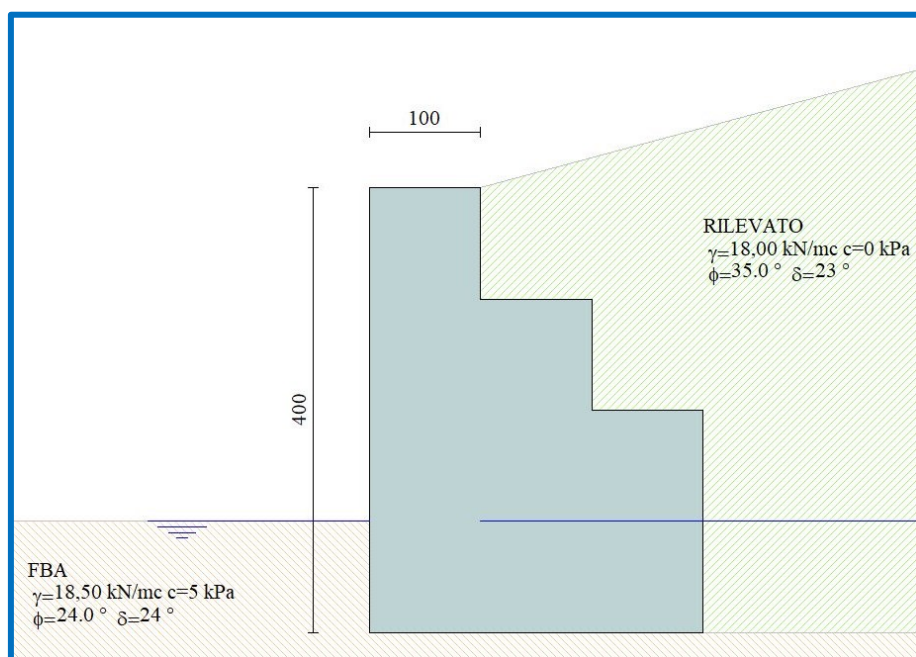 100
RILEVATO
γ=18,00 kN/mc c=0 kPa
ϕ=35.0 ° δ=23 °
400
FBA
γ=18,50 kN/mc c=5 kPa
ϕ=24.0 ° δ=24 °